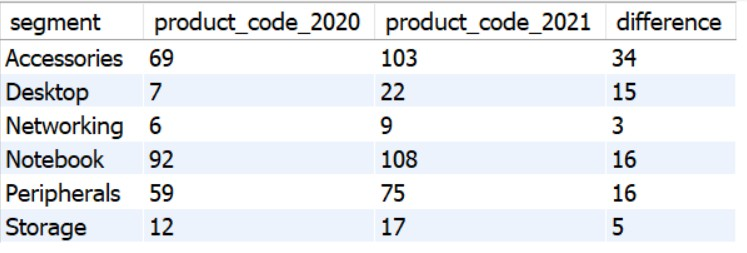 segment product_code_2020 product_code_2021 difference
Accessories 69 103 34
Desktop 7 22 15
Networking 6 9 3
Notebook 92 108 16
Peripherals 59 75 16
Storage 12 17 5